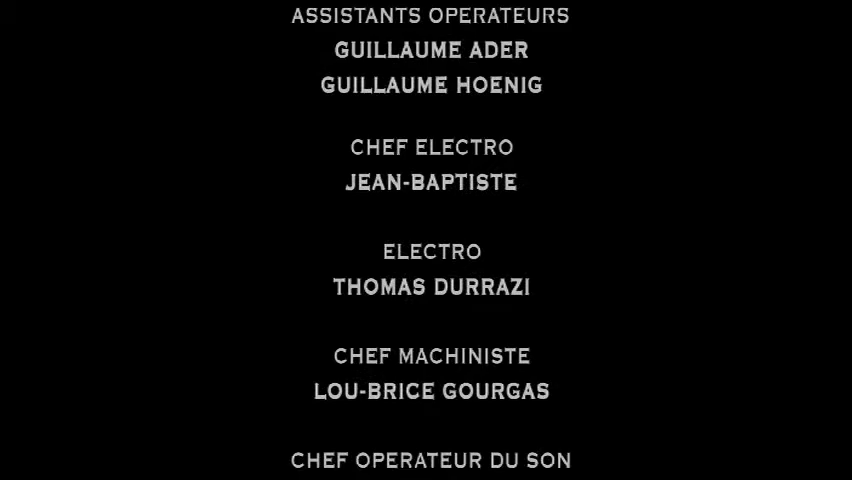 ASSISTANTS OPERATEURS
GUILLAUME ADER
GUILLAUME HOENIG
CHEF ELECTRO
JEAN-BAPTISTE
ELECTRO
THOMAS DURRAZI
CHEF MACHINISTE
LOU-BRICE GOURGAS
CHEF OPERATEUR DU SON